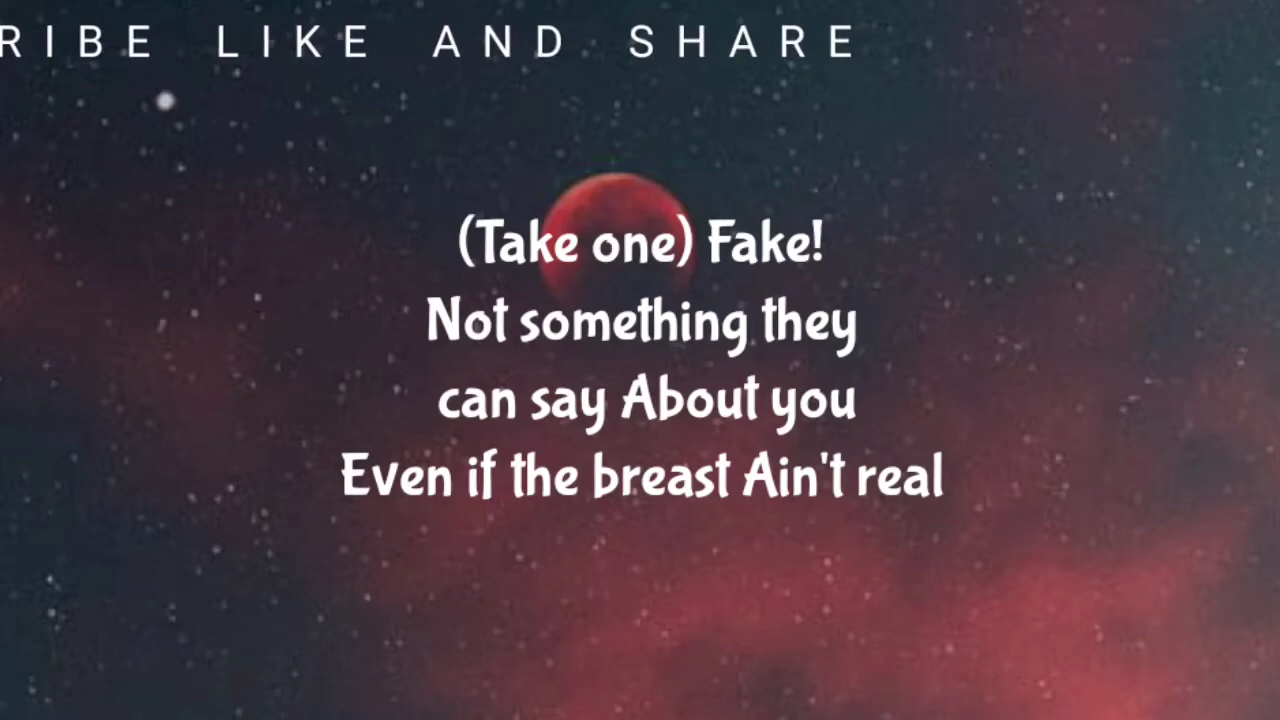 RIBE LIKE AND SHARE
(Take one) Fake!
Not something they
can say About you
Even if the breast Ain't real